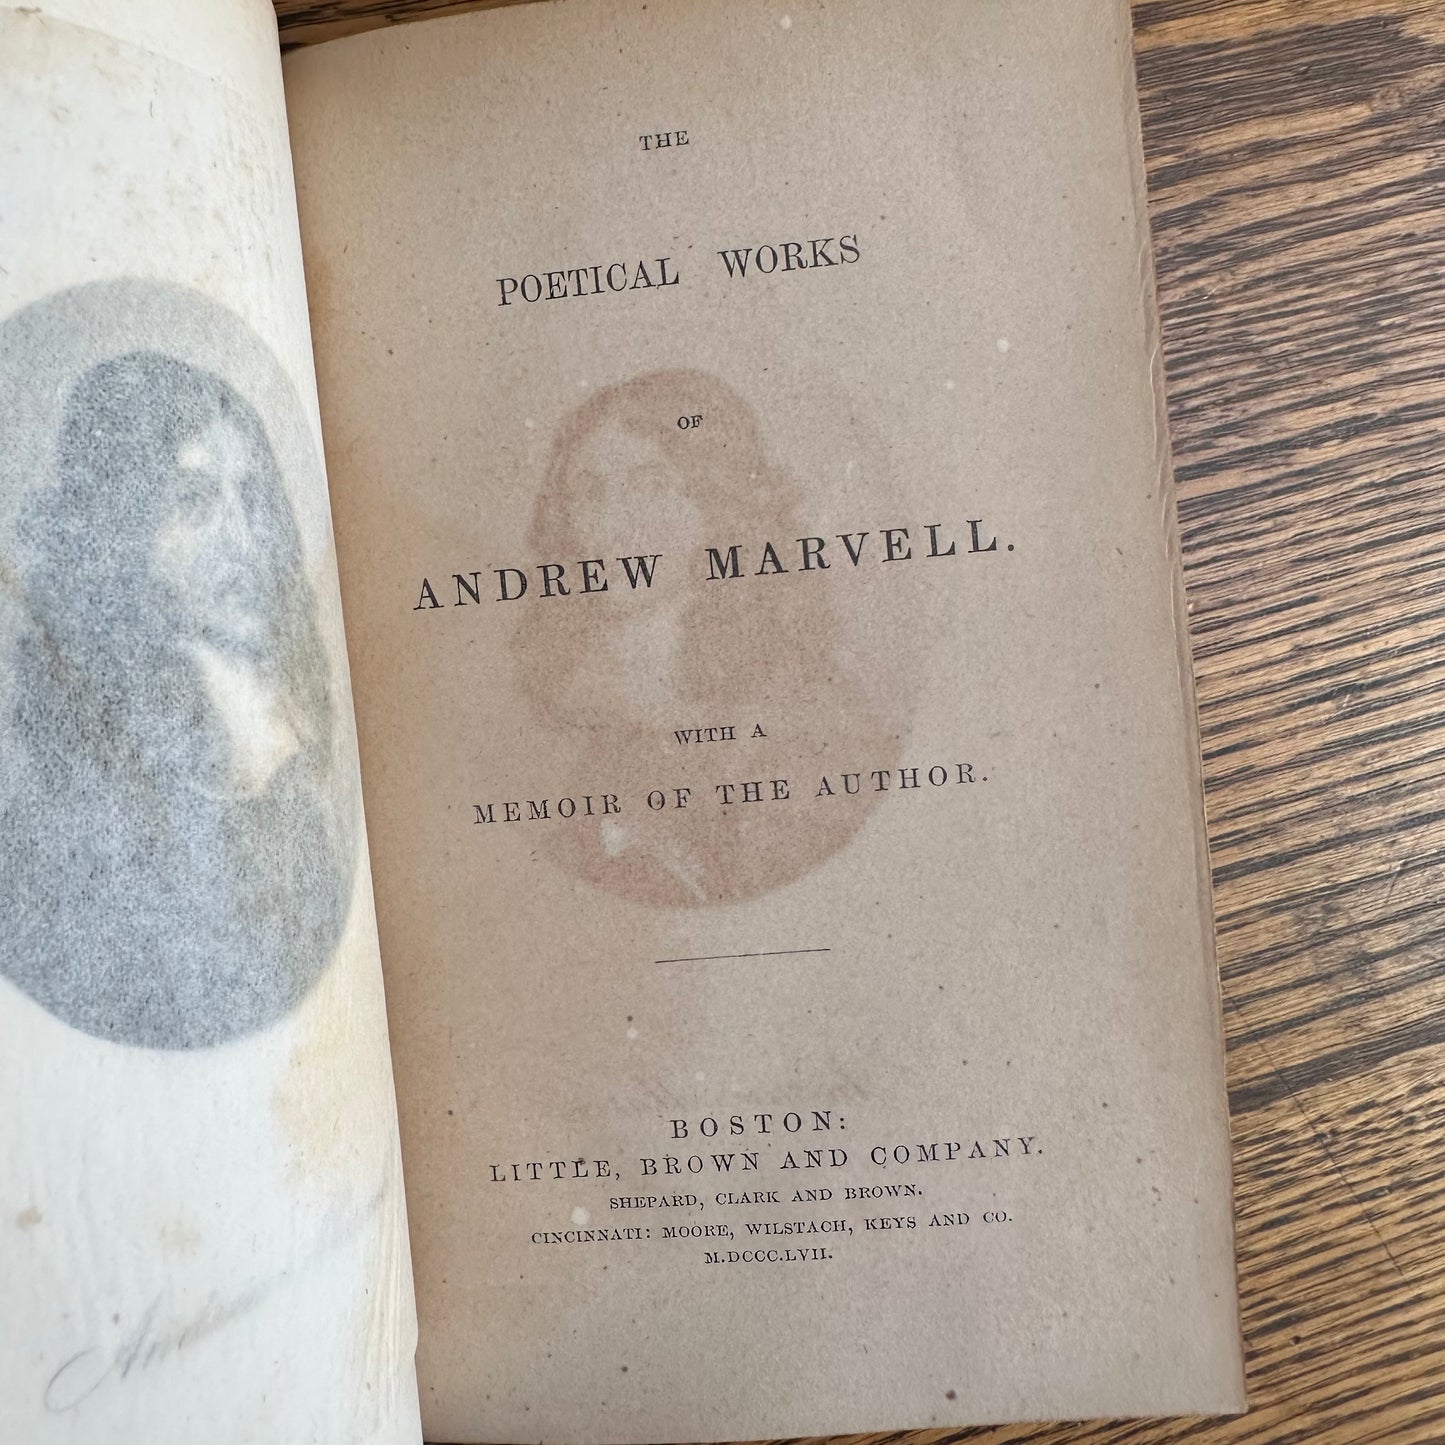 THE
POETICAL WORKS
OF
ANDREW MARVELL.
WITH A
MEMOIR OF THE AUTHOR.
BOSTON:
LITTLE, BROWN AND COMPANY.
SHEPARD, CLARK AND BROWN.
CINCINNATI: MOORE, WILSTACH, KEYS AND CO.
M.DCCC.LVII.